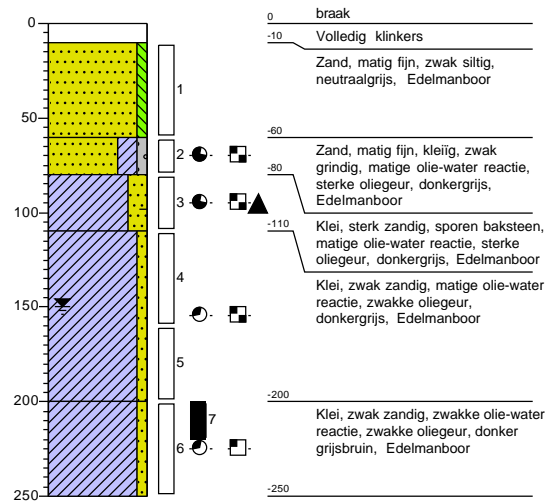 0
50
100
150
200
250
1
2
3
4
5
7
6
0
braak
-10
Volledig klinkers
Zand, matig fijn, zwak siltig,
neutraalgrijs, Edelmanboor
-60
Zand, matig fijn, kleiïg, zwak
grindig, matige olie-water reactie,
sterke oliegeur, donkergrijs,
Edelmanboor
-80
Klei, sterk zandig, sporen baksteen,
matige olie-water reactie, sterke
oliegeur, donkergrijs, Edelmanboor
-110
Klei, zwak zandig, matige olie-water
reactie, zwakke oliegeur,
donkergrijs, Edelmanboor
-200
Klei, zwak zandig, zwakke olie-water
reactie, zwakke oliegeur, donker
grijsbruin, Edelmanboor
-250